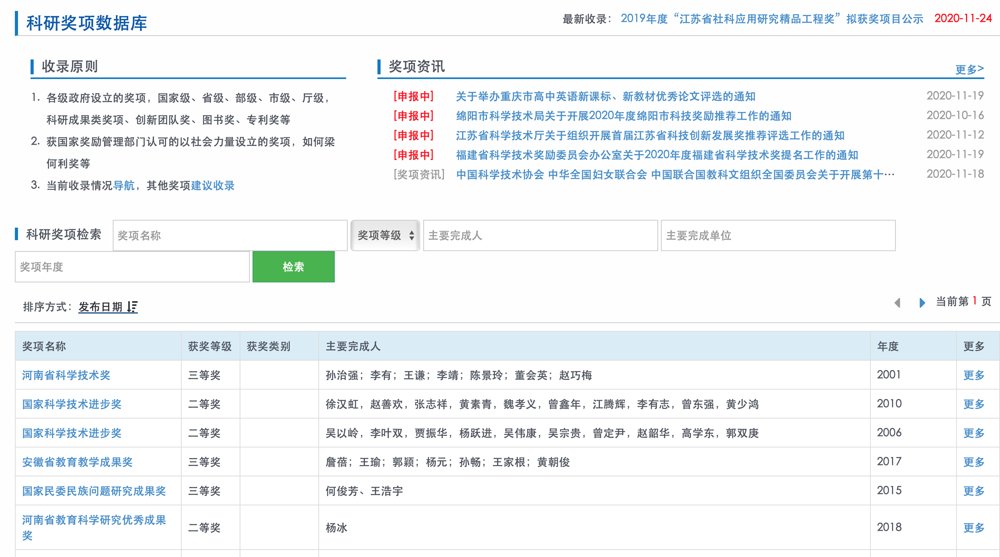 科研奖项数据库
最新收录： 2019年度“江苏省社科应用研究精品工程奖”拟获奖项目公示 2020-11-24
收录原则
1. 各级政府设立的奖项，国家级、省级、部级、市级、厅级，
科研成果类奖项、创新团队奖、图书奖、专利奖等
2. 获国家奖励管理部门认可的以社会力量设立的奖项，如何梁
何利奖等
3. 当前收录情况导航，其他奖项建议收录
奖项资讯 更多>
[申报中] 关于举办重庆市高中英语新课标、新教材优秀论文评选的通知 2020-11-19
[申报中] 绵阳市科学技术局关于开展2020年度绵阳市科技奖励推荐工作的通知 2020-10-16
[申报中] 江苏省科学技术厅关于组织开展首届江苏省科技创新发展奖推荐评选工作的通知 2020-11-12
[申报中] 福建省科学技术奖励委员会办公室关于2020年度福建省科学技术奖提名工作的通知 2020-11-19
[奖项资讯] 中国科学技术协会 中华全国妇女联合会 中国联合国教科文组织全国委员会关于开展第十… 2020-11-18
科研奖项检索 奖项名称 奖项等级 主要完成人 主要完成单位
奖项年度 检索
排序方式： 发布日期 当前第 1 页
奖项名称 获奖等级 获奖类别 主要完成人 年度 更多
河南省科学技术奖 三等奖 孙治强；李有；王谦；李靖；陈景玲；董会英；赵巧梅 2001 更多
国家科学技术进步奖 二等奖 徐汉虹，赵善欢，张志祥，黄素青，魏孝义，曾鑫年，江腾辉，李有志，曾东强，黄少鸿 2010 更多
国家科学技术进步奖 二等奖 吴以岭，李叶双，贾振华，杨跃进，吴伟康，吴宗贵，曾定尹，赵韶华，高学东，郭双庚 2006 更多
安徽省教育教学成果奖 三等奖 詹蓓；王瑜；郭颖；杨元；孙畅；王家根；黄朝俊 2017 更多
国家民委民族问题研究成果奖 三等奖 何俊芳、王浩宇 2015 更多
河南省教育科学研究优秀成果
奖 二等奖 杨冰 2018 更多